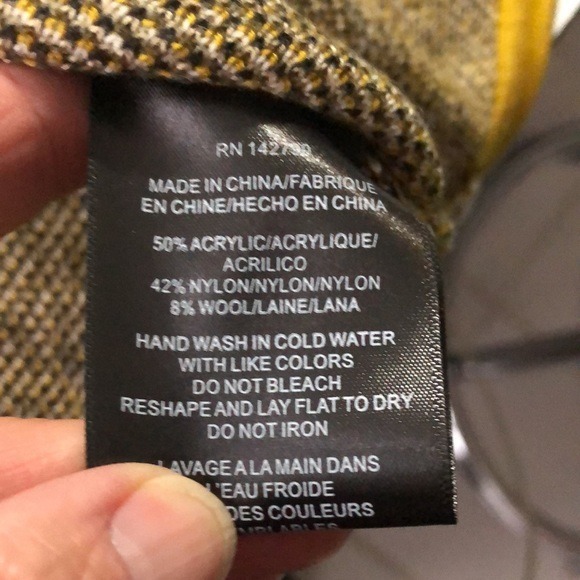 MADE IN CHINA/FABRIQUE
EN CHINE/HECHO EN CHINA
50% ACRYLIC/ACRYLIQUE/
ACRILICO
42% NYLON/NYLON/NYLON
8% WOOL/LAINE/LANA
HAND WASH IN COLD WATER
WITH LIKE COLORS
DO NOT BLEACH
RESHAPE AND LAY FLAT TO DRY
DO NOT IRON
LAVAGE A LA MAIN DANS
L'EAU FROIDE
DES COULEURS